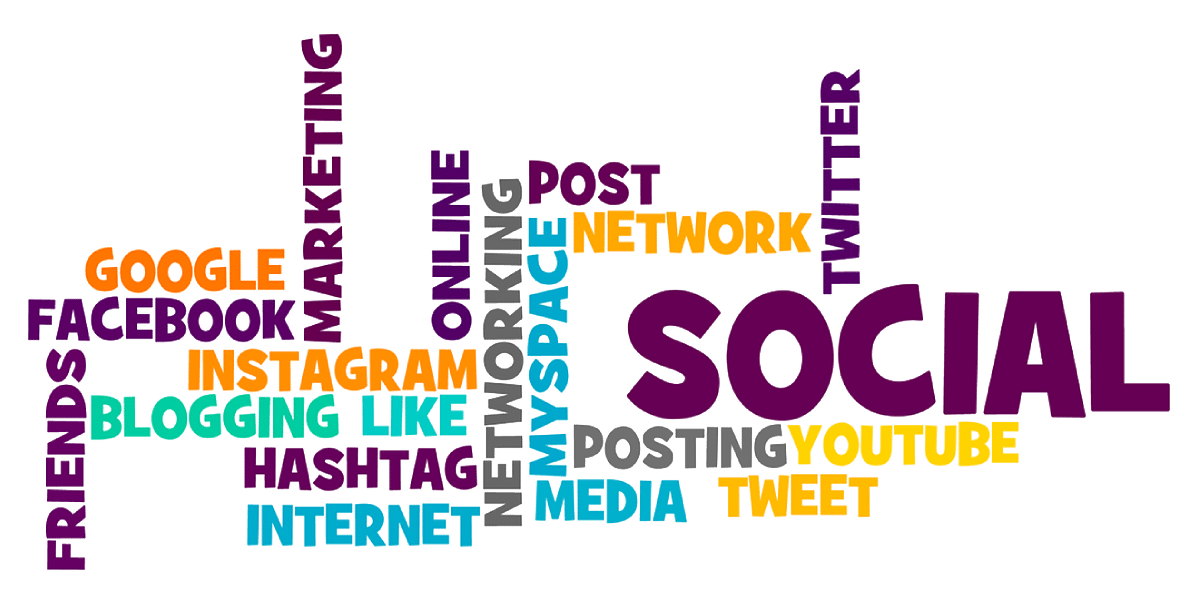 MARKETING
TWITTER
ONLINE
POST
NETWORKING
NETWORK
MYSPACE
GOOGLE
FACEBOOK
SOCIAL
INSTAGRAM
FRIENDS
BLOGGING LIKE
POSTING YOUTUBE
HASHTAG
MEDIA TWEET
INTERNET